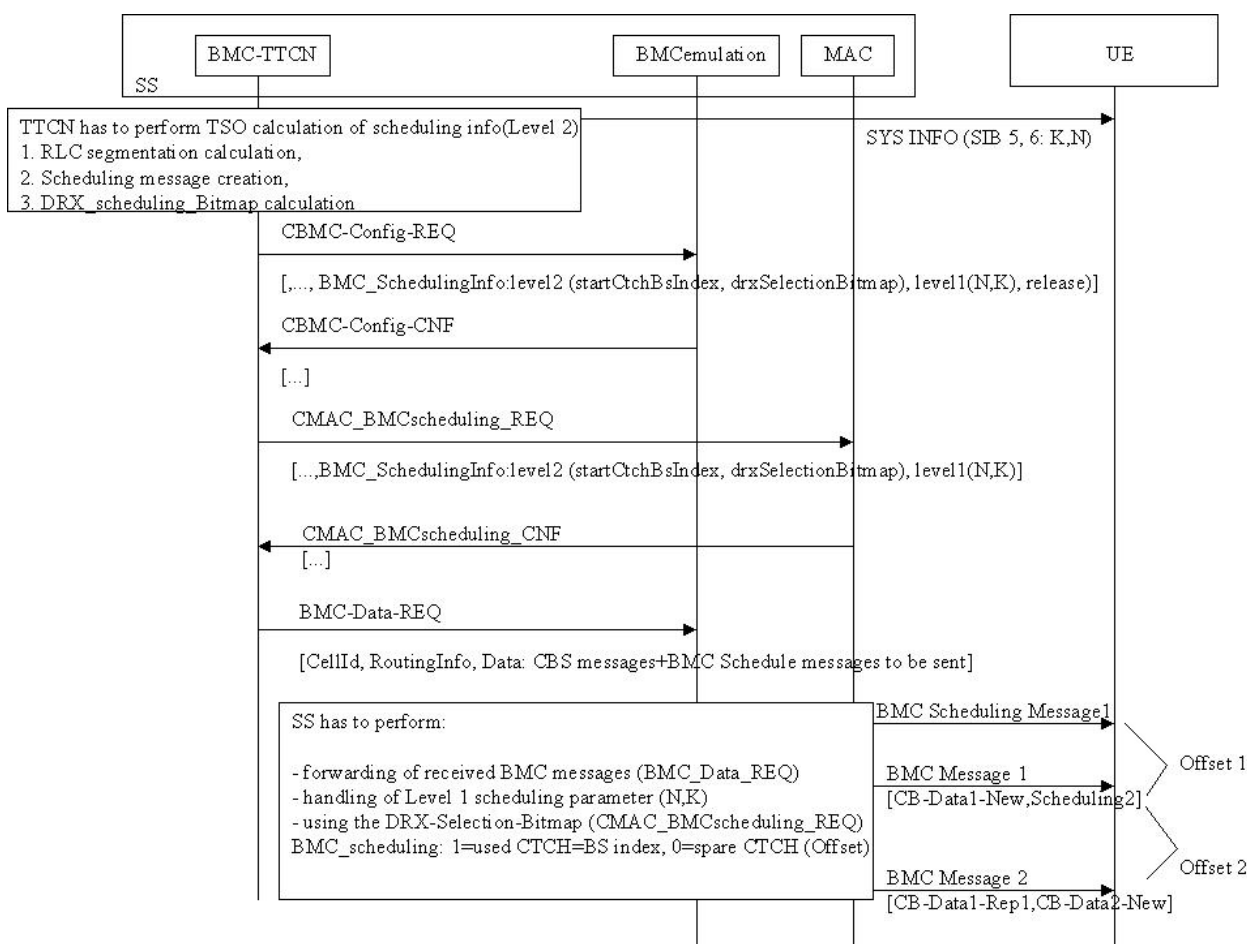 BMC-TTCN
BMCemulation
MAC
UE
SS
TTCN has to perform TSO calculation of scheduling info(Level 2)
1. RLC segmentation calculation,
2. Scheduling message creation,
3. DRX_scheduling_Bitmap calculation
SYS INFO (SIB 5, 6: K,N)
CBMC-Config-REQ
[,..., BMC_SchedulingInfo:level2 (startCtchBsIndex, drxSelectionBitmap), level1(N,K), release)]
CBMC-Config-CNF
[...]
CMAC_BMCscheduling_REQ
[...,BMC_SchedulingInfo:level2 (startCtchBsIndex, drxSelectionBitmap), level1(N,K)]
CMAC_BMCscheduling_CNF
[...]
BMC-Data-REQ
[CellId, RoutingInfo, Data: CBS messages+BMC Schedule messages to be sent]
SS has to perform:
- forwarding of received BMC messages (BMC_Data_REQ)
- handling of Level 1 scheduling parameter (N,K)
- using the DRX-Selection-Bitmap (CMAC_BMCscheduling_REQ)
BMC_scheduling: 1=used CTCH=BS index, 0=spare CTCH (Offset)
BMC Scheduling Message1
Offset 1
BMC Message 1
[CB-Data1-New,Scheduling2]
Offset 2
BMC Message 2
[CB-Data1-Rep1,CB-Data2-New]